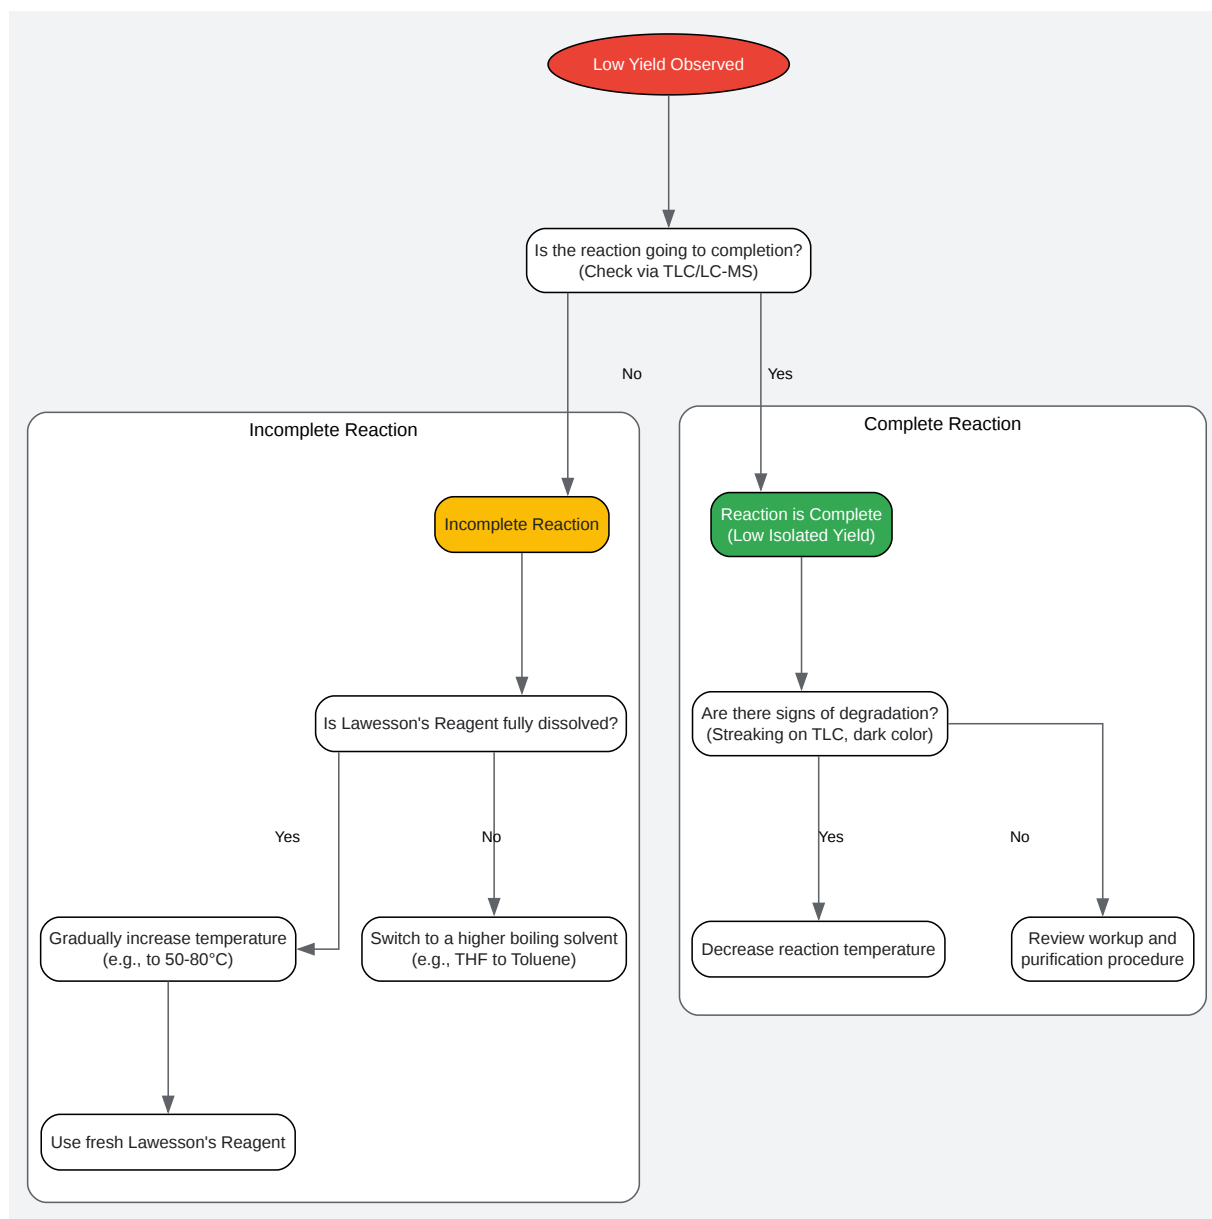 Low Yield Observed
Is the reaction going to completion?
(Check via TLC/LC-MS)
No
Yes
Incomplete Reaction
Incomplete Reaction
Is Lawesson's Reagent fully dissolved?
Yes
No
Gradually increase temperature
(e.g., to 50-80°C)
Switch to a higher boiling solvent
(e.g., THF to Toluene)
Use fresh Lawesson's Reagent
Complete Reaction
Reaction is Complete
(Low Isolated Yield)
Are there signs of degradation?
(Streaking on TLC, dark color)
Yes
No
Decrease reaction temperature
Review workup and
purification procedure